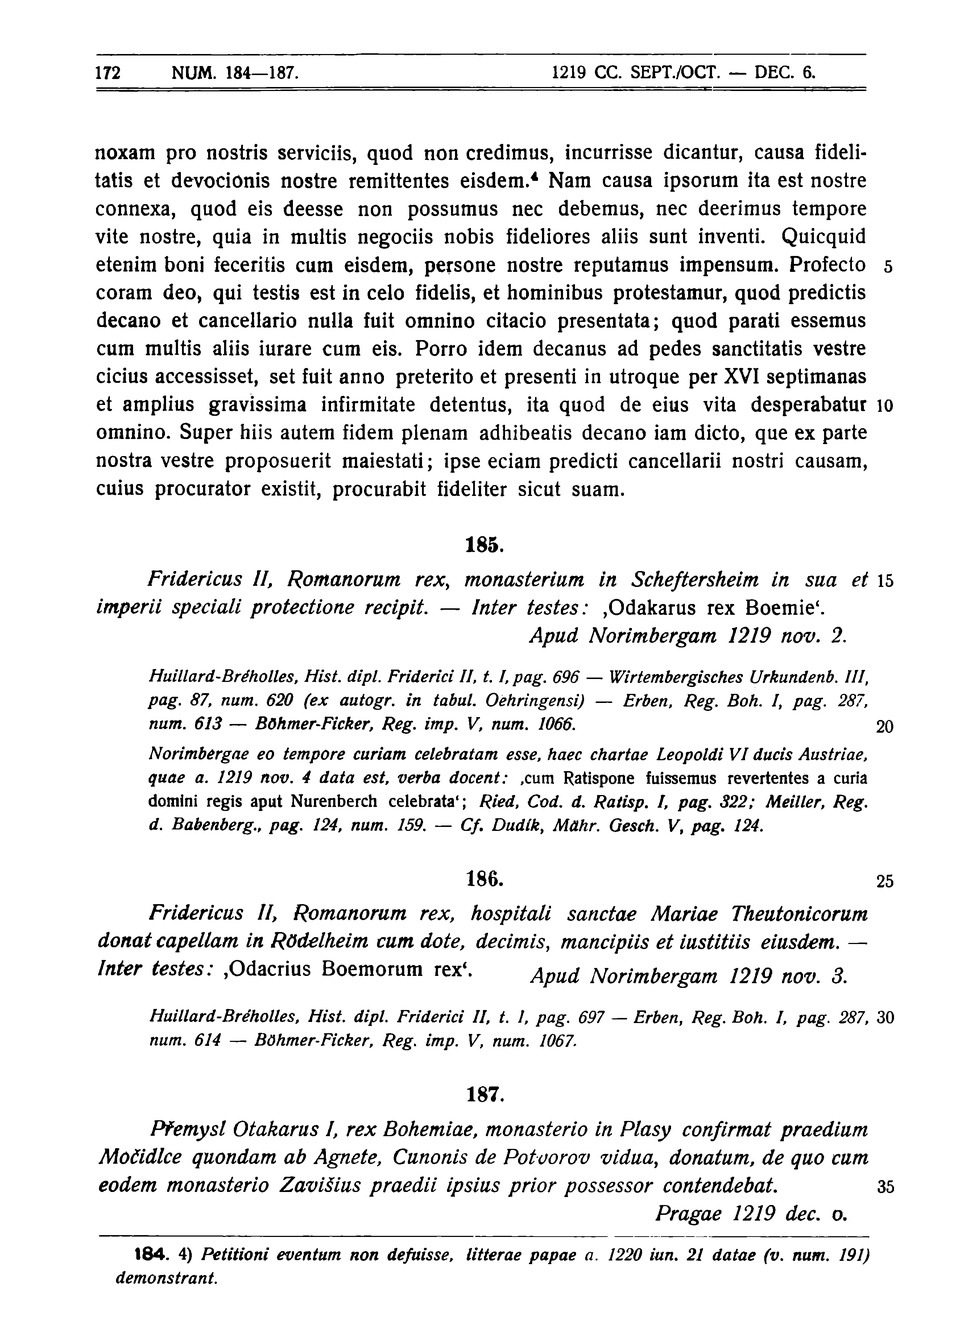 172 NUM. 184—187. 1219 CC. SEPT./OCT. — DEC. 6.
noxam pro nostris serviciis, quod non credimus, incurrisse dicantur, causa fideli-
tatis et devocionis nostre remittentes eisdem.⁴ Nam causa ipsorum ita est nostre
connexa, quod eis deesse non possumus nec debemus, nec deerimus tempore
vite nostre, quia in multis negociis nobis fideliores aliis sunt inventi. Quicquid
etenim boni feceritis cum eisdem, persone nostre reputamus impensum. Profecto 5
coram deo, qui testis est in celo fidelis, et hominibus protestamur, quod predictis
decano et cancellario nulla fuit omnino citacio presentata; quod parati essemus
cum multis aliis iurare cum eis. Porro idem decanus ad pedes sanctitatis vestre
cicius accessisset, set fuit anno preterito et presenti in utroque per XVI septimanas
et amplius gravissima infirmitate detentus, ita quod de eius vita desperabatur 10
omnino. Super hiis autem fidem plenam adhibeatis decano iam dicto, que ex parte
nostra vestre proposuerit maiestati; ipse eciam predicti cancellarii nostri causam,
cuius procurator existit, procurabit fideliter sicut suam.
185.
Fridericus II, Romanorum rex, monasterium in Scheftersheim in sua et 15
imperii speciali protectione recipit. — Inter testes: ‚Odakarus rex Boemie‘.
Apud Norimbergam 1219 nov. 2.
Huillard-Bréholles, Hist. dipl. Friderici II, t. I, pag. 696 — Wirtembergisches Urkundenb. III,
pag. 87, num. 620 (ex autogr. in tabul. Oehringensi) — Erben, Reg. Boh. I, pag. 287,
num. 613 — Böhmer-Ficker, Reg. imp. V, num. 1066. 20
Norimbergae eo tempore curiam celebratam esse, haec chartae Leopoldi VI ducis Austriae,
quae a. 1219 nov. 4 data est, verba docent: ‚cum Ratispone fuissemus revertentes a curia
domini regis aput Nurenberch celebrata‘; Ried, Cod. d. Ratisp. I, pag. 322; Meiller, Reg.
d. Babenberg., pag. 124, num. 159. — Cf. Dudík, Mähr. Gesch. V, pag. 124.
186. 25
Fridericus II, Romanorum rex, hospitali sanctae Mariae Theutonicorum
donat capellam in Rödelheim cum dote, decimis, mancipiis et iustitiis eiusdem. —
Inter testes: ‚Odacrius Boemorum rex‘. Apud Norimbergam 1219 nov. 3.
Huillard-Bréholles, Hist. dipl. Friderici II, t. I, pag. 697 — Erben, Reg. Boh. I, pag. 287, 30
num. 614 — Böhmer-Ficker, Reg. imp. V, num. 1067.
187.
Přemysl Otakarus I, rex Bohemiae, monasterio in Plasy confirmat praedium
Močidlce quondam ab Agnete, Cunonis de Potvorov vidua, donatum, de quo cum
eodem monasterio Zavišius praedii ipsius prior possessor contendebat. 35
Pragae 1219 dec. o.
184. 4) Petitioni eventum non defuisse, litterae papae a. 1220 iun. 21 datae (v. num. 191)
demonstrant.